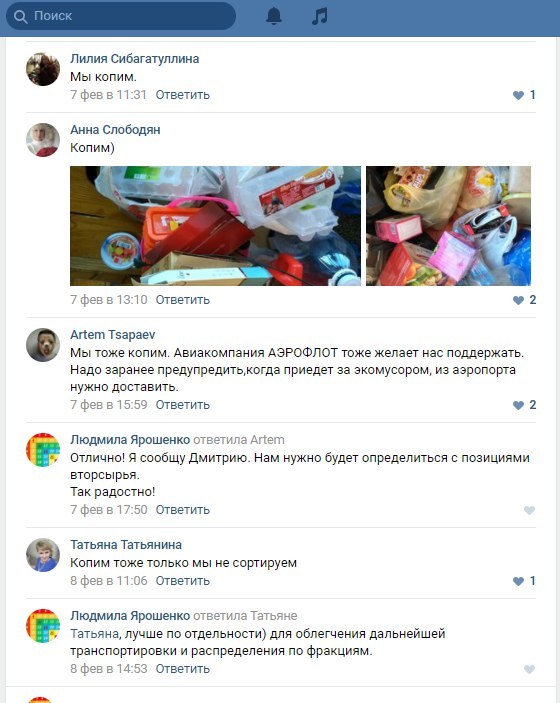 Поиск
Лилия Сибагатуллина
Мы копим.
7 фев в 11:31 Ответить 1
Анна Слободян
Копим)
7 фев в 13:10 Ответить 2
Artem Tsapaev
Мы тоже копим. Авиакомпания АЭРОФЛОТ тоже желает нас поддержать.
Надо заранее предупредить,когда приедет за экомусором, из аэропорта
нужно доставить.
7 фев в 15:59 Ответить 2
Людмила Ярошенко ответила Artem
Отлично! Я сообщу Дмитрию. Нам нужно будет определиться с позициями
вторсырья.
Так радостно!
7 фев в 17:50 Ответить
Татьяна Татьянина
Копим тоже только мы не сортируем
8 фев в 11:06 Ответить 1
Людмила Ярошенко ответила Татьяне
Татьяна, лучше по отдельности) для облегчения дальнейшей
транспортировки и распределения по фракциям.
8 фев в 14:53 Ответить